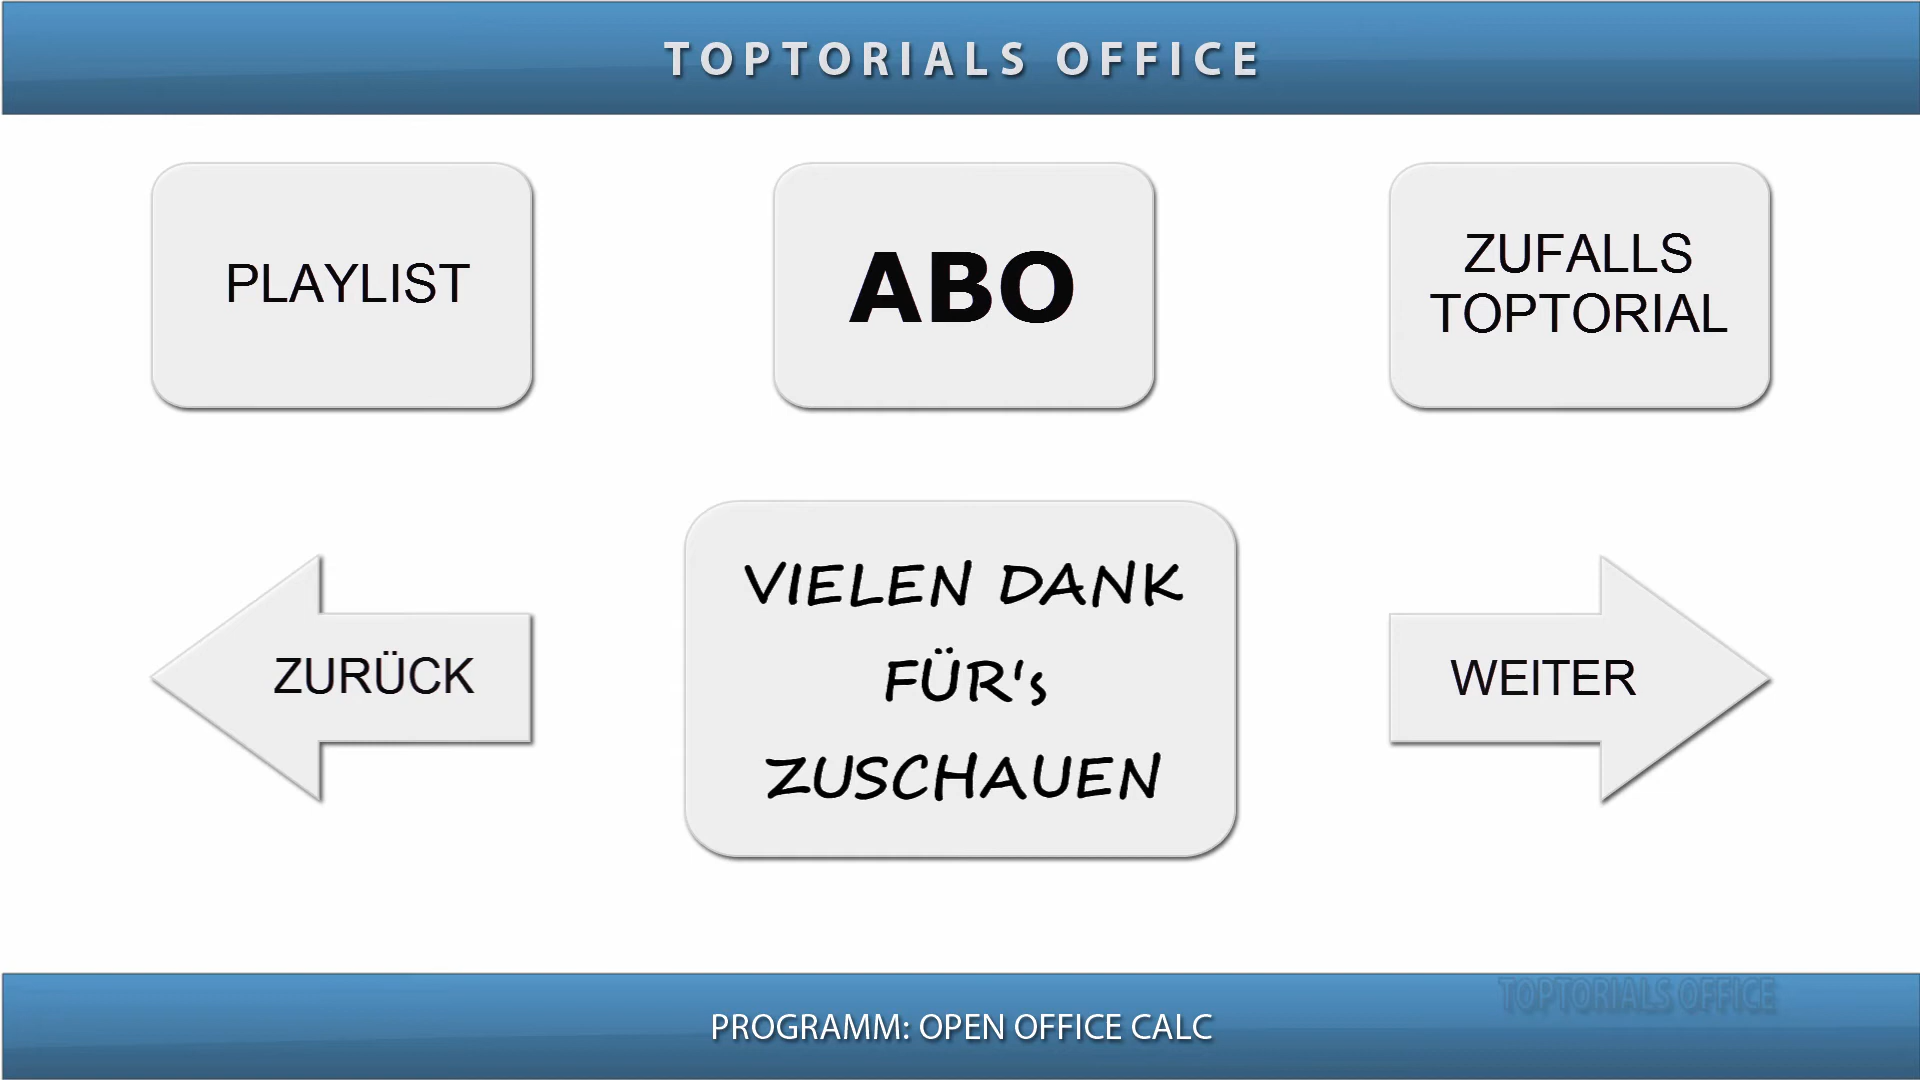 TOPTORIALS OFFICE
PLAYLIST
ABO
ZUFALLS
TOPTORIAL
ZURÜCK
VIELEN DANK
FÜR's
ZUSCHAUEN
WEITER
TOPTORIALS OFFICE
PROGRAMM: OPEN OFFICE CALC